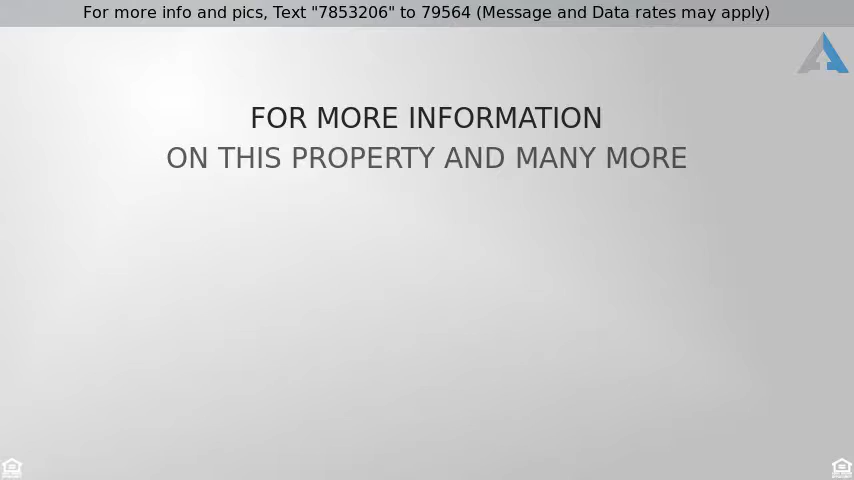 For more info and pics, Text "7853206" to 79564 (Message and Data rates may apply)
FOR MORE INFORMATION
ON THIS PROPERTY AND MANY MORE